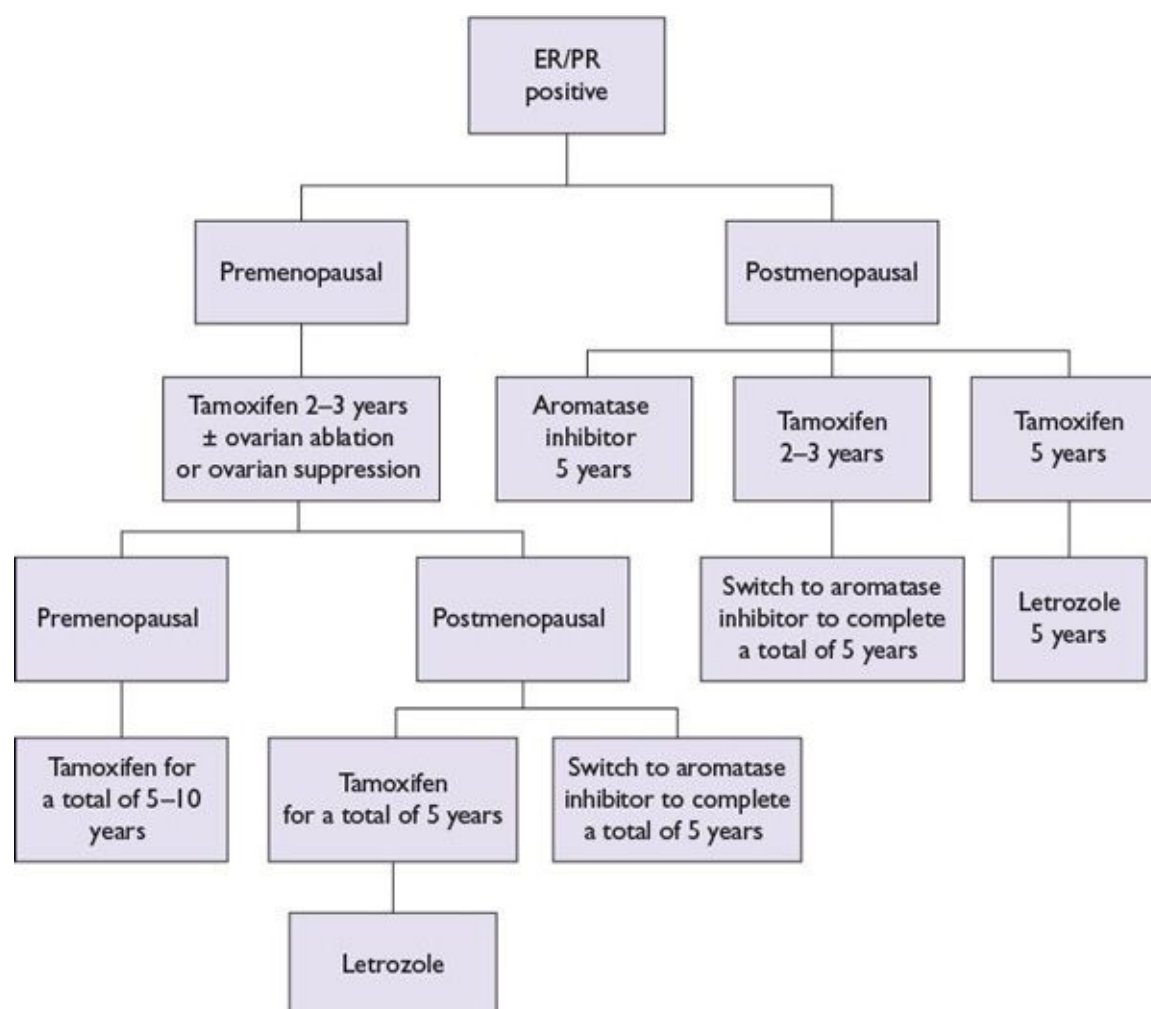 ER/PR
positive
Premenopausal
Postmenopausal
Tamoxifen 2–3 years
± ovarian ablation
or ovarian suppression
Aromatase
inhibitor
5 years
Tamoxifen
2–3 years
Tamoxifen
5 years
Premenopausal
Postmenopausal
Switch to aromatase
inhibitor to complete
a total of 5 years
Letrozole
5 years
Tamoxifen for
a total of 5–10
years
Tamoxifen
for a total of 5 years
Switch to aromatase
inhibitor to complete
a total of 5 years
Letrozole